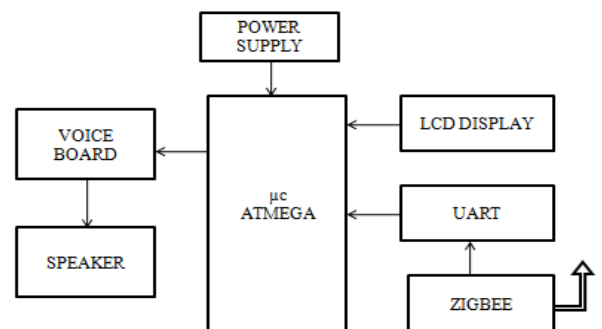 POWER
SUPPLY
VOICE
BOARD
LCD DISPLAY
µc
ATMEGA
UART
SPEAKER
ZIGBEE